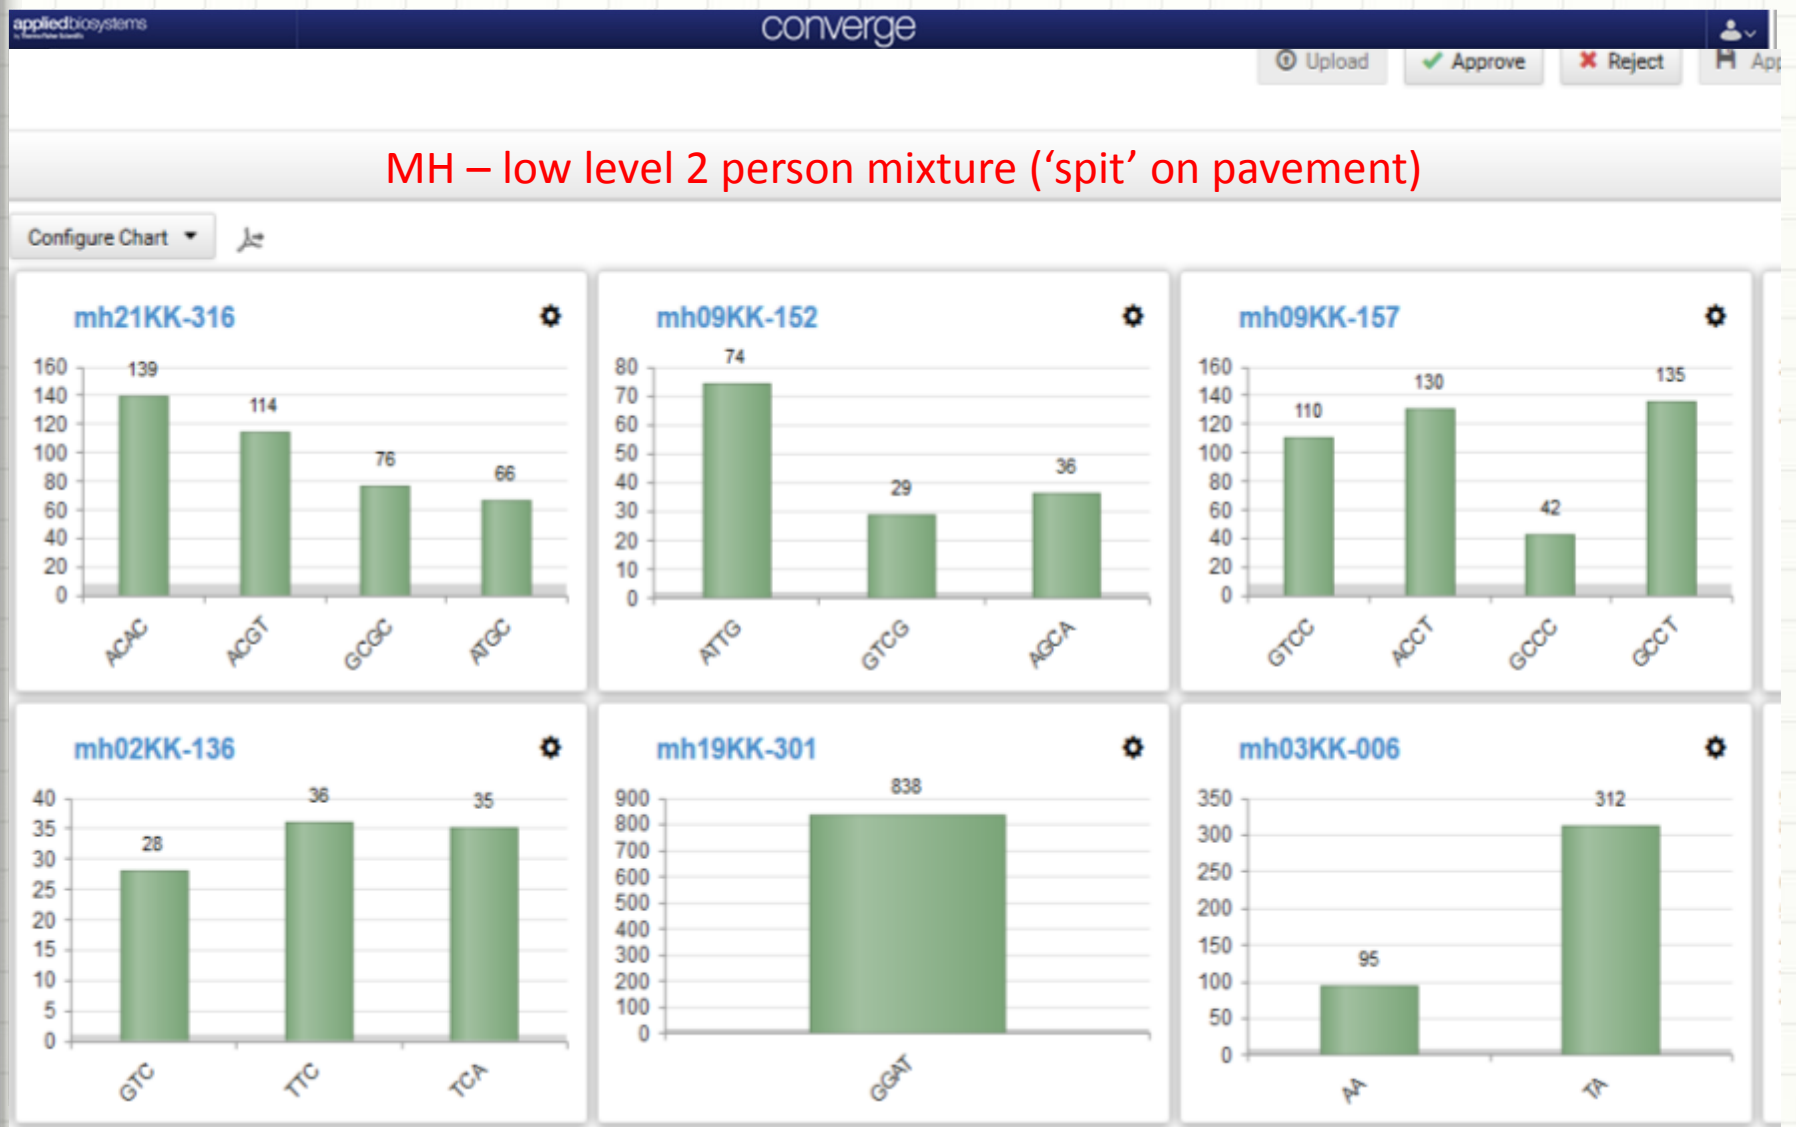 appliedbiosystems
converge
Upload
Approve
Reject
App
MH – low level 2 person mixture (‘spit’ on pavement)
Configure Chart
mh21KK-316
160
140
120
100
80
60
40
20
0
139
114
76
66
ACAC
ACGT
GCGC
ATGC
mh09KK-152
80
70
60
50
40
30
20
10
0
74
29
36
ATTG
GTCG
AGCA
mh09KK-157
160
140
120
100
80
60
40
20
0
110
130
42
135
GTCC
ACCT
GCCC
GCCT
mh02KK-136
40
35
30
25
20
15
10
5
0
28
36
35
GTC
TTC
TCA
mh19KK-301
900
800
700
600
500
400
300
200
100
0
838
GGAT
mh03KK-006
350
300
250
200
150
100
50
0
95
312
AA
TA